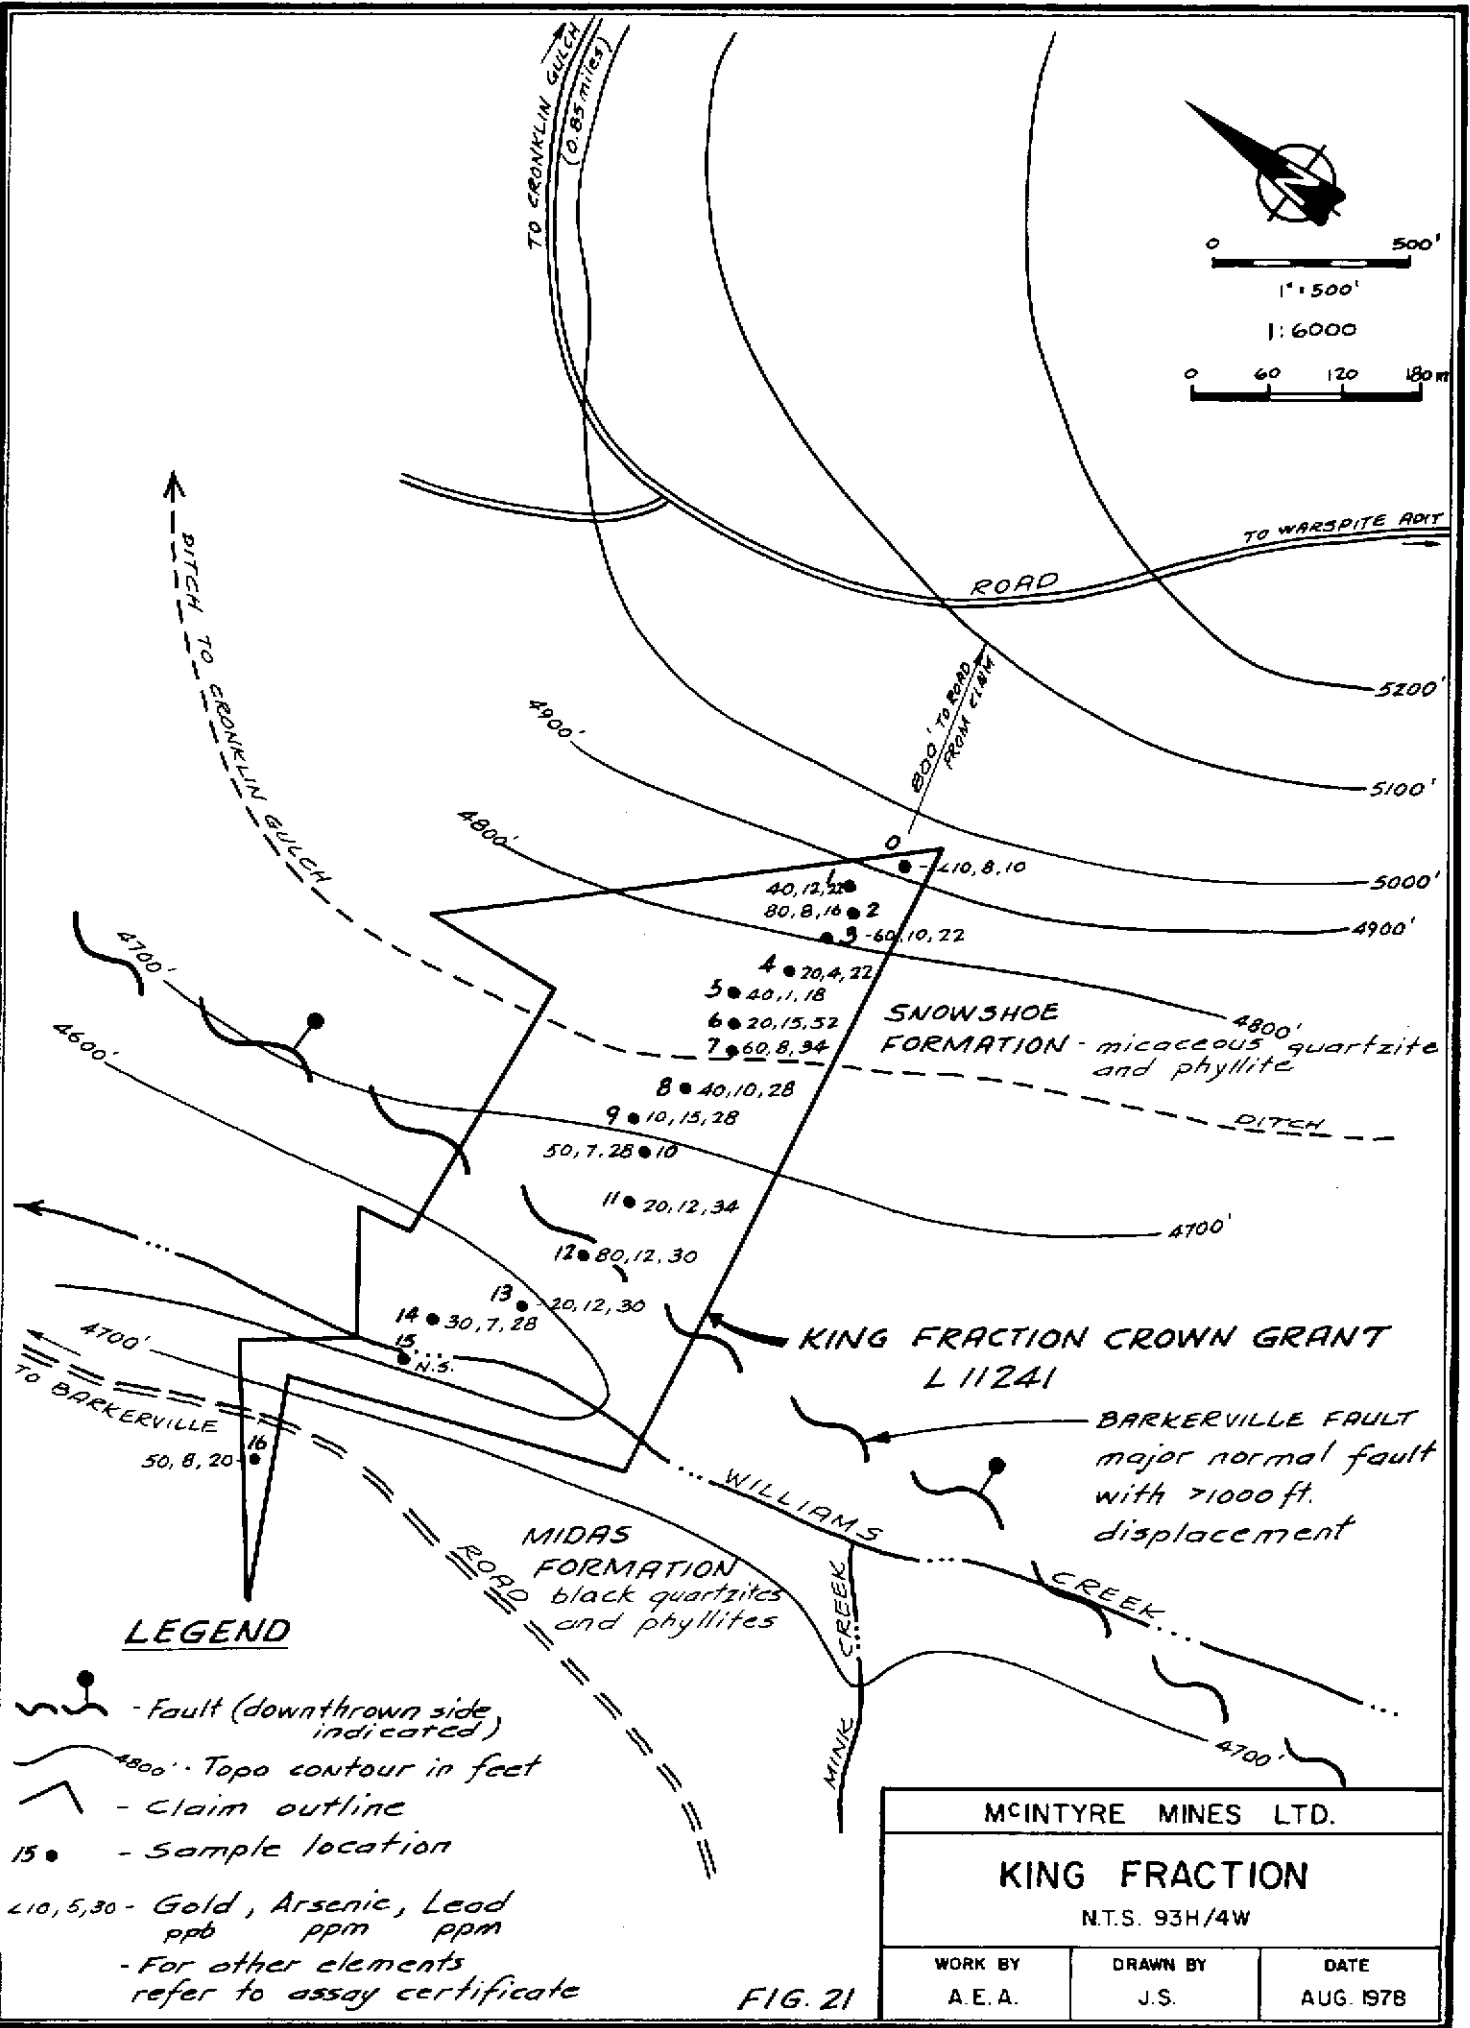 TO CRONKLIN GULCH
(0.85 miles)
0 500'
1" = 500'
1:6000
0 60 120 180m
TO WARSPITE ADIT
ROAD
DITCH TO CRONKLIN GULCH
800' TO ROAD
FROM CLAIM
5200'
5100'
5000'
4900'
4900'
4800'
4800'
4700'
4600'
0
<10, 8, 10
1
40, 12, 22
80, 8, 16 2
3 - 60, 10, 22
4 20, 4, 22
5 40, 1, 18
6 20, 15, 52
7 60, 8, 34
8 40, 10, 28
9 10, 15, 28
50, 7, 28 10
11 20, 12, 34
12 80, 12, 30
13 - 20, 12, 30
14 30, 7, 28
15
N.S.
16
50, 8, 20
SNOWSHOE
FORMATION - micaceous quartzite
and phyllite
DITCH
4700'
KING FRACTION CROWN GRANT
L 11241
BARKERVILLE FAULT
major normal fault
with >1000 ft.
displacement
4700'
TO BARKERVILLE
ROAD
WILLIAMS
CREEK
MINK CREEK
4700'
MIDAS
FORMATION
black quartzites
and phyllites
LEGEND
- Fault (downthrown side
indicated)
4800' - Topo contour in feet
- Claim outline
15 - Sample location
<10, 5, 30 - Gold, Arsenic, Lead
ppb ppm ppm
- For other elements
refer to assay certificate
FIG. 21
McINTYRE MINES LTD.
KING FRACTION
N.T.S. 93H/4W
WORK BY
A.E.A.
DRAWN BY
J.S.
DATE
AUG. 1978